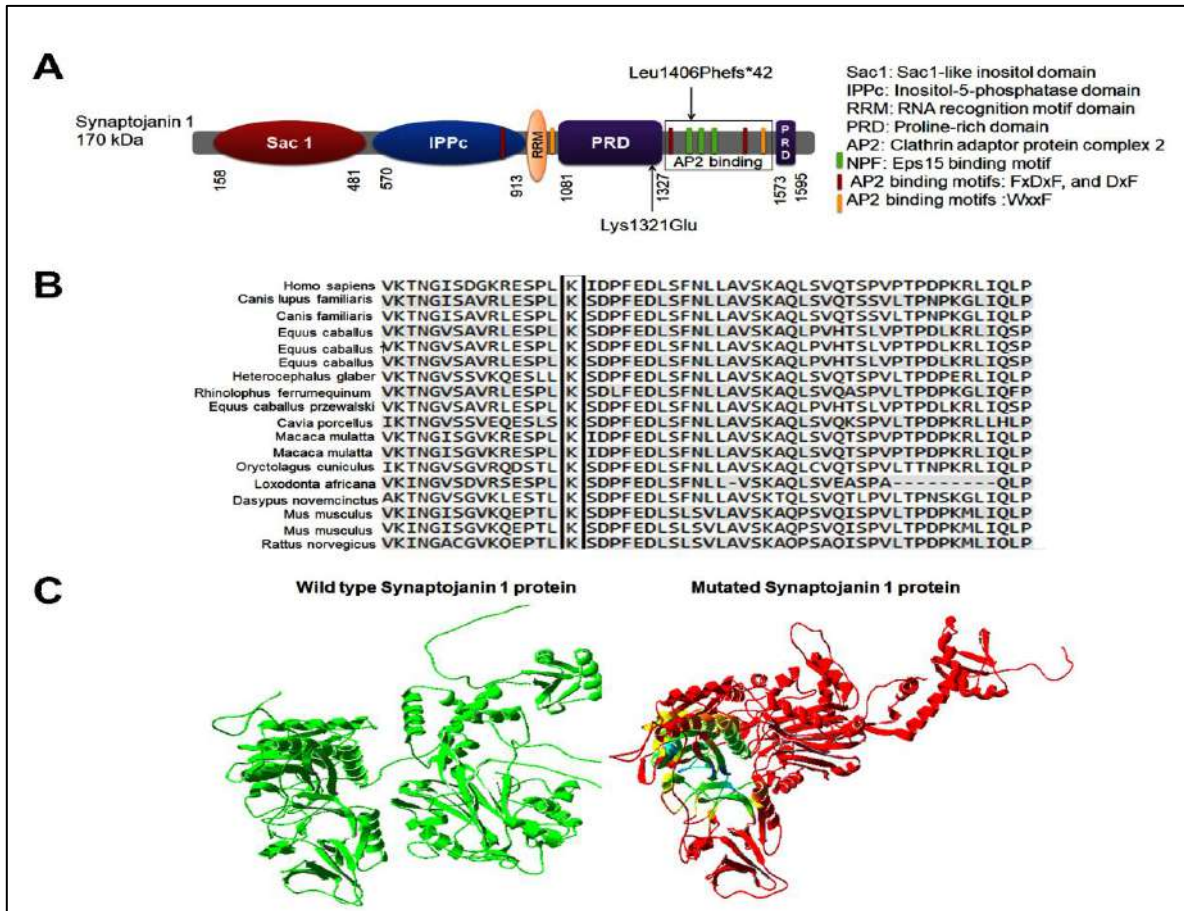 A
Leu1406Phefs*42
Synaptojanin 1
170 kDa
Sac 1
IPPc
RRM
PRD
AP2 binding
PRD
158
481
570
913
1081
1327
1573
1595
Lys1321Glu
Sac1: Sac1-like inositol domain
IPPc: Inositol-5-phosphatase domain
RRM: RNA recognition motif domain
PRD: Proline-rich domain
AP2: Clathrin adaptor protein complex 2
NPF: Eps15 binding motif
AP2 binding motifs: FxDxF, and DxF
AP2 binding motifs :WxxF
B
Homo sapiens VKTNGISDGKRESPL K IDPFEDLSFNLLAVSKAQLSVQTSPVPTPDPKRLIQLP
Canis lupus familiaris VKTNGISAVRLESPL K SDPFEDLSFNLLAVSKAQLSVQTSSVLTPNPKGLIQLP
Canis familiaris VKTNGISAVRLESPL K SDPFEDLSFNLLAVSKAQLSVQTSSVLTPNPKGLIQLP
Equus caballus VKTNGVSAVRLESPL K SDPFEDLSFNLLAVSKAQLPVHTSLVPTPDLKRLIQSP
Equus caballus VKTNGVSAVRLESPL K SDPFEDLSFNLLAVSKAQLPVHTSLVPTPDLKRLIQSP
Equus caballus VKTNGVSAVRLESPL K SDPFEDLSFNLLAVSKAQLPVHTSLVPTPDLKRLIQSP
Heterocephalus glaber VKTNGVSSVKQESLL K SDPFEDLSFNLLAVSKAQLSVQTSPVLTPDPERLIQLP
Rhinolophus ferrumequinum VKTNGVSAVRLESPL K SDLFEDLSFNLLAVSKAQLSVQASPVLTPDPKGLIQFP
Equus caballus przewalski VKTNGVSAVRLESPL K SDPFEDLSFNLLAVSKAQLPVHTSLVPTPDLKRLIQSP
Cavia porcellus IKTNGVSSVEQESLS K SDPFEDLSFNLLAVSKAQLSVQKSPVLTPDPKRLLHLP
Macaca mulatta VKTNGISGVKRESPL K IDPFEDLSFNLLAVSKAQLSVQTSPVPTPDPKRLIQLP
Macaca mulatta VKTNGISGVKRESPL K IDPFEDLSFNLLAVSKAQLSVQTSPVPTPDPKRLIQLP
Oryctolagus cuniculus IKTNGVSGVRQDSTL K SDPFEDLSFNLLAVSKAQLCVQTSPVLTTNPKRLIQLP
Loxodonta africana VKINGVSDVRSESPL K SDPFEDLSFNLL-VSKAQLSVEASPA----------QLP
Dasypus novemcinctus AKTNGVSGVKLESTL K SDPFEDLSFNLLAVSKTQLSVQTLPVLTPNSKGLIQLP
Mus musculus VKINGISGVKQEPTL K SDPFEDLSLSVLAVSKAQPSVQISPVLTPDPKMLIQLP
Mus musculus VKINGISGVKQEPTL K SDPFEDLSLSVLAVSKAQPSVQISPVLTPDPKMLIQLP
Rattus norvegicus VKINGACGVKQEPTL K SDPFEDLSLSVLAVSKAQPSAQISPVLTPDPKMLIQLP
C
Wild type Synaptojanin 1 protein
Mutated Synaptojanin 1 protein